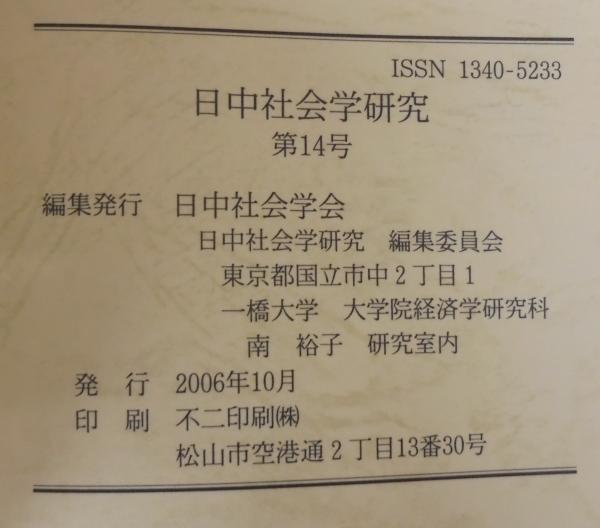 ISSN 1340-5233
日中社会学研究
第14号
編集発行 日中社会学会
日中社会学研究 編集委員会
東京都国立市中2丁目1
一橋大学 大学院経済学研究科
南 裕子 研究室内
発 行 2006年10月
印 刷 不二印刷㈱
松山市空港通2丁目13番30号